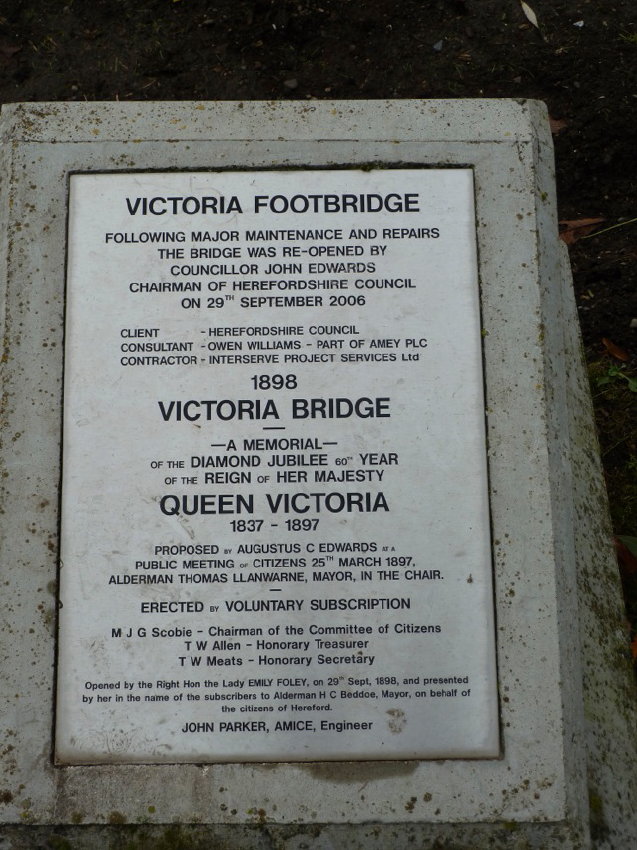 VICTORIA FOOTBRIDGE
FOLLOWING MAJOR MAINTENANCE AND REPAIRS
THE BRIDGE WAS RE-OPENED BY
COUNCILLOR JOHN EDWARDS
CHAIRMAN OF HEREFORDSHIRE COUNCIL
ON 29TH SEPTEMBER 2006
CLIENT - HEREFORDSHIRE COUNCIL
CONSULTANT - OWEN WILLIAMS - PART OF AMEY PLC
CONTRACTOR - INTERSERVE PROJECT SERVICES Ltd
1898
VICTORIA BRIDGE
—A MEMORIAL—
OF THE DIAMOND JUBILEE 60TH YEAR
OF THE REIGN OF HER MAJESTY
QUEEN VICTORIA
1837 - 1897
PROPOSED BY AUGUSTUS C EDWARDS AT A
PUBLIC MEETING OF CITIZENS 25TH MARCH 1897,
ALDERMAN THOMAS LLANWARNE, MAYOR, IN THE CHAIR.
ERECTED BY VOLUNTARY SUBSCRIPTION
M J G Scobie - Chairman of the Committee of Citizens
T W Allen - Honorary Treasurer
T W Meats - Honorary Secretary
Opened by the Right Hon the Lady EMILY FOLEY, on 29th Sept, 1898, and presented
by her in the name of the subscribers to Alderman H C Beddoe, Mayor, on behalf of
the citizens of Hereford.
JOHN PARKER, AMICE, Engineer